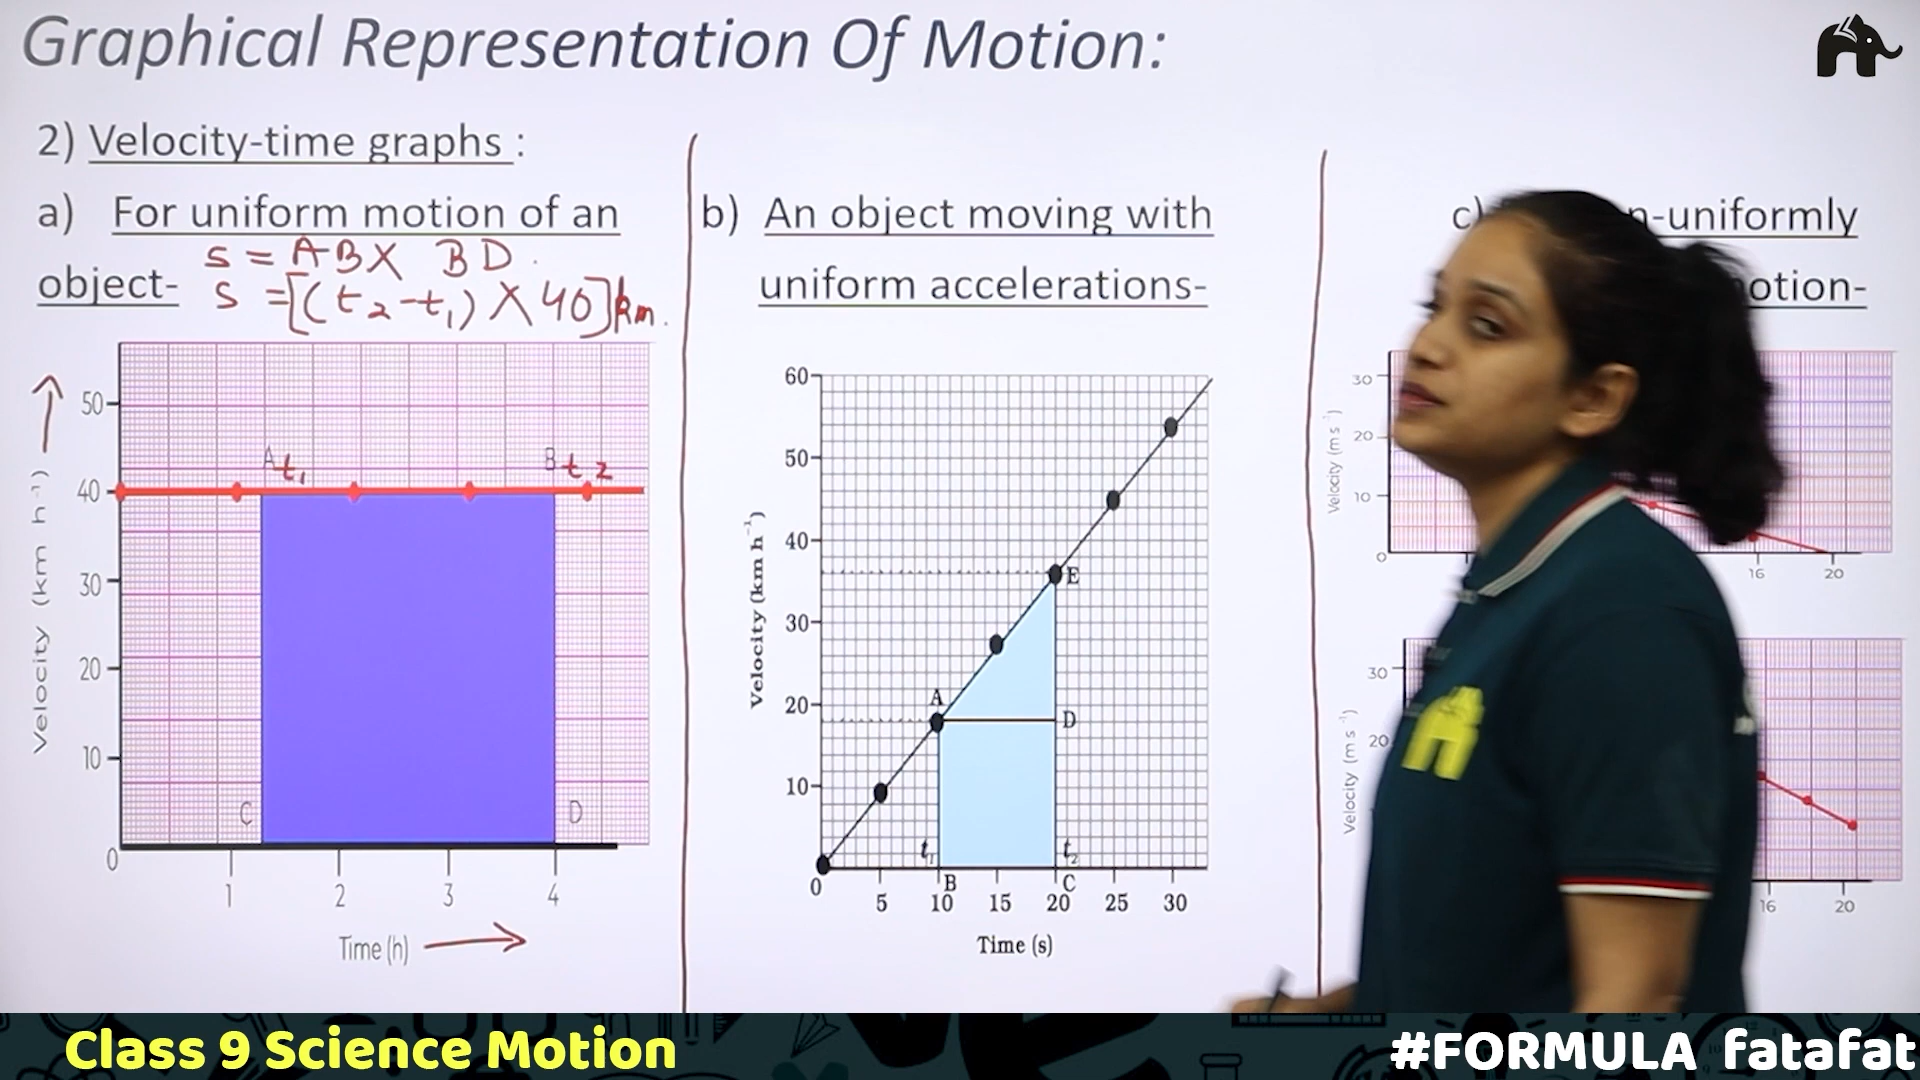 Graphical Representation Of Motion:
2) Velocity-time graphs :
a) For uniform motion of an
object-
s = AB X BD.
s = [(t2-t1) X 40] km.
50
40
30
20
10
0
Velocity (km h-1)
A t1
B t2
C
D
1 2 3 4
Time (h)
b) An object moving with
uniform accelerations-
60
50
40
30
20
10
0
Velocity (km h-1)
A
E
D
t1
t2
B
C
5 10 15 20 25 30
Time (s)
c) n-uniformly
otion-
30
20
10
0
Velocity (m s-1)
16 20
30
20
Velocity (m s-1)
16 20
Class 9 Science Motion
#FORMULA fatafat